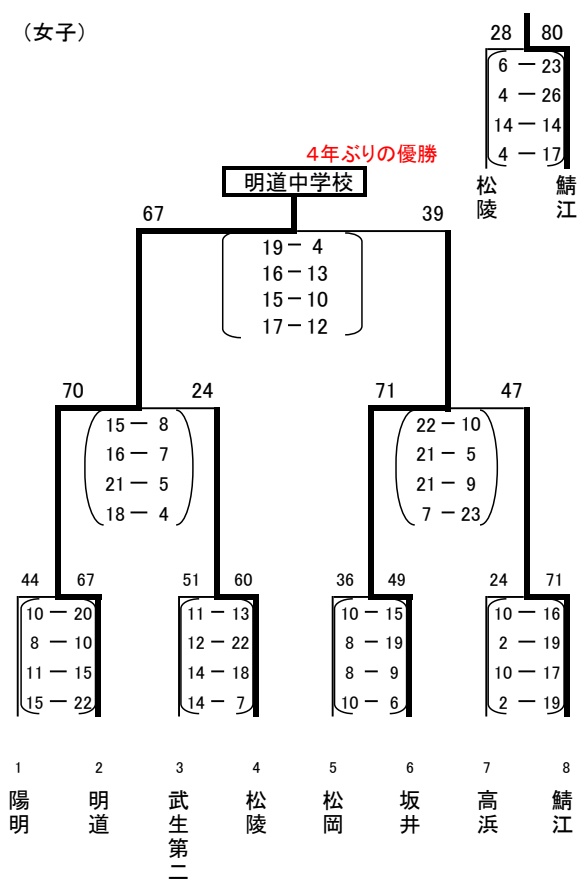 （女子）
28 80
6 ー 23
4 ー 26
14 ー 14
4 ー 17
松陵 鯖江
４年ぶりの優勝
明道中学校
67 39
19 ー 4
16 ー 13
15 ー 10
17 ー 12
70 24 71 47
15 ー 8 22 ー 10
16 ー 7 21 ー 5
21 ー 5 21 ー 9
18 ー 4 7 ー 23
44 67 51 60 36 49 24 71
10 ー 20 11 ー 13 10 ー 15 10 ー 16
8 ー 10 12 ー 22 8 ー 19 2 ー 19
11 ー 15 14 ー 18 8 ー 9 10 ー 17
15 ー 22 14 ー 7 10 ー 6 2 ー 19
1 2 3 4 5 6 7 8
陽明 明道 武生第二 松陵 松岡 坂井 高浜 鯖江